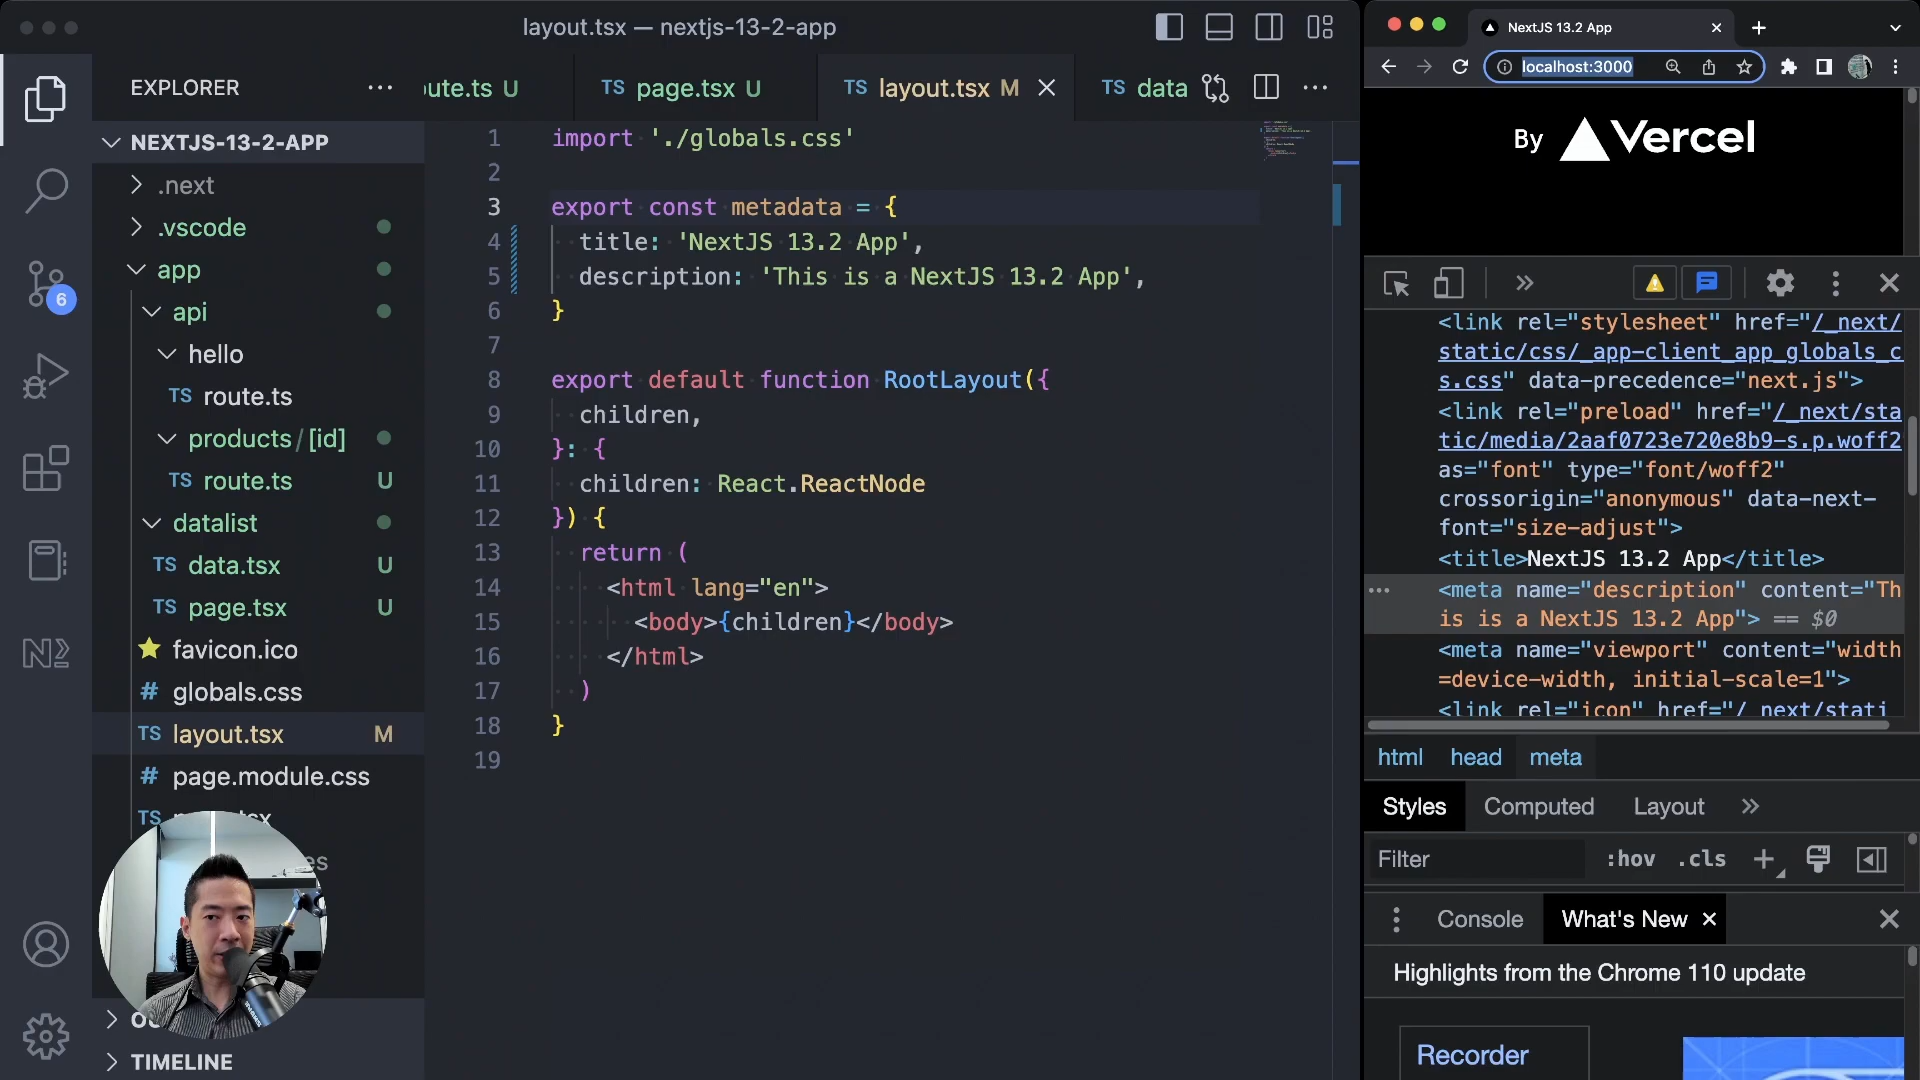 layout.tsx — nextjs-13-2-app
EXPLORER
ute.ts U
TS page.tsx U
TS layout.tsx M
TS data
NEXTJS-13-2-APP
.next
.vscode
app
api
hello
TS route.ts
products/[id]
TS route.ts U
datalist
TS data.tsx U
TS page.tsx U
favicon.ico
# globals.css
TS layout.tsx M
# page.module.css
TS
es
TIMELINE
6
1 import './globals.css'
2
3 export const metadata = {
4 title: 'NextJS 13.2 App',
5 description: 'This is a NextJS 13.2 App',
6 }
7
8 export default function RootLayout({
9 children,
10 }: {
11 children: React.ReactNode
12 }) {
13 return (
14 <html lang="en">
15 <body>{children}</body>
16 </html>
17 )
18 }
19
NextJS 13.2 App
localhost:3000
By Vercel
<link rel="stylesheet" href="/_next/
static/css/_app-client_app_globals_c
s.css" data-precedence="next.js">
<link rel="preload" href="/_next/sta
tic/media/2aaf0723e720e8b9-s.p.woff2
as="font" type="font/woff2"
crossorigin="anonymous" data-next-
font="size-adjust">
<title>NextJS 13.2 App</title>
<meta name="description" content="Th
is is a NextJS 13.2 App"> == $0
<meta name="viewport" content="width
=device-width, initial-scale=1">
<link rel="icon" href="/_next/stati
html head meta
Styles Computed Layout
Filter :hov .cls
Console What's New
Highlights from the Chrome 110 update
Recorder